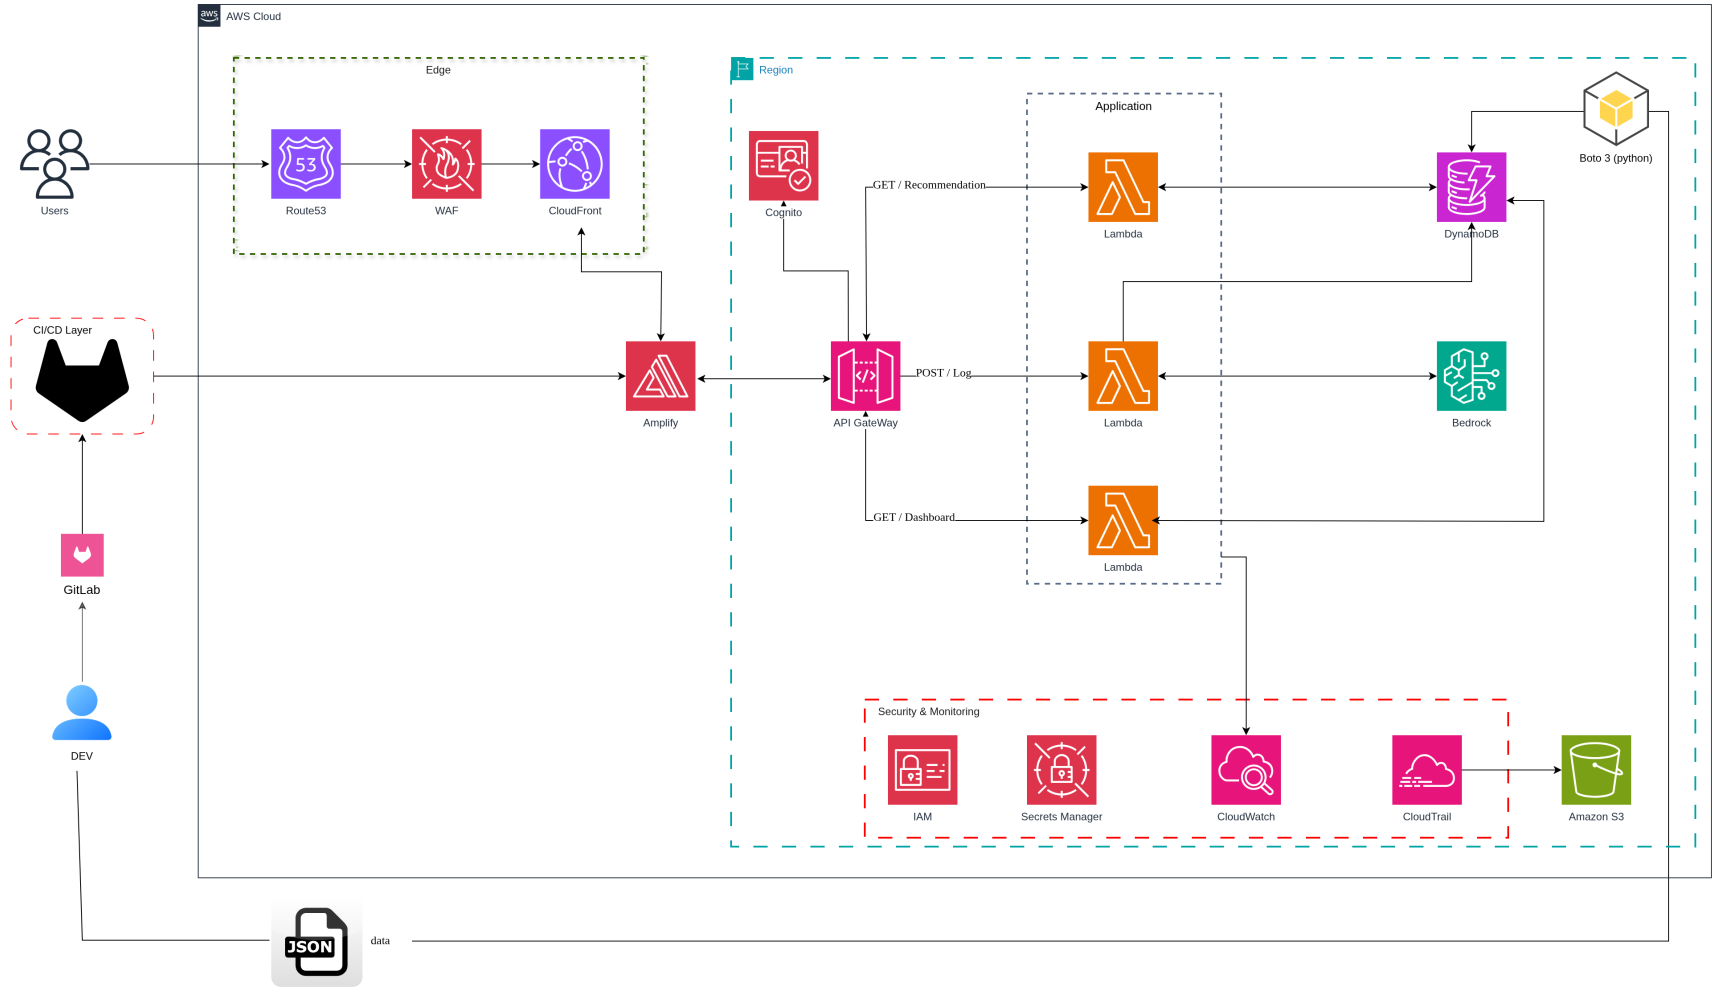 aws
AWS Cloud
Edge
Region
Application
Boto 3 (python)
53
Users
Route53
WAF
CloudFront
Cognito
GET / Recommendation
Lambda
DynamoDB
CI/CD Layer
Amplify
API GateWay
POST / Log
Lambda
Bedrock
GET / Dashboard
Lambda
GitLab
DEV
Security & Monitoring
IAM
Secrets Manager
CloudWatch
CloudTrail
Amazon S3
JSON
data